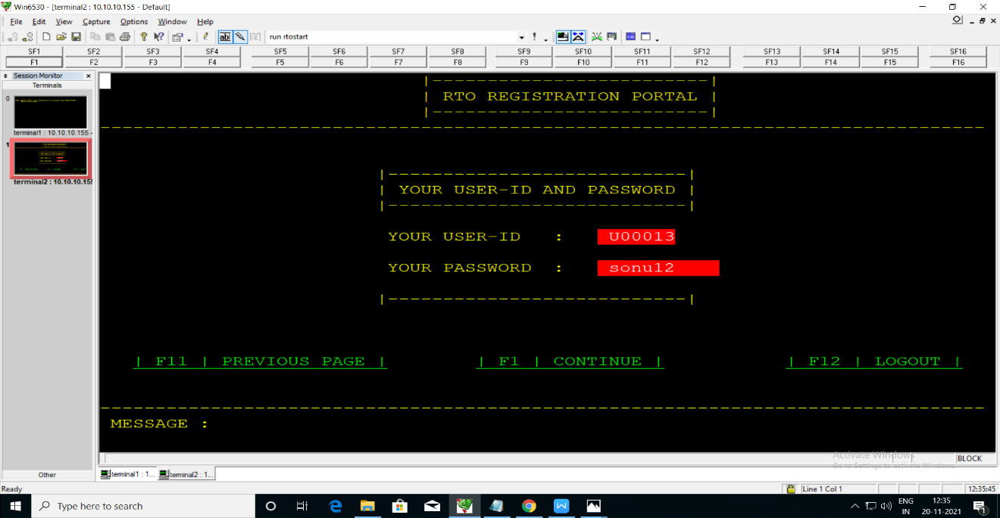 Win6530 - [terminal2 : 10.10.10.155 - Default]
File Edit View Capture Options Window Help
run rtostart
SF1 SF2 SF3 SF4 SF5 SF6 SF7 SF8 SF9 SF10 SF11 SF12 SF13 SF14 SF15 SF16
F1 F2 F3 F4 F5 F6 F7 F8 F9 F10 F11 F12 F13 F14 F15 F16
Session Monitor
Terminals
0
terminal1 : 10.10.10.155 -
1
terminal2 : 10.10.10.155
Other
RTO REGISTRATION PORTAL
YOUR USER-ID AND PASSWORD
YOUR USER-ID : U00013
YOUR PASSWORD : sonu12
| F11 | PREVIOUS PAGE | | F1 | CONTINUE | | F12 | LOGOUT |
MESSAGE :
Activate Windows
Go to Settings to activate Windows.
BLOCK
terminal1 : 1... terminal2 : 1...
Ready Line 1 Col 1 12:35:45
Type here to search
ENG
IN
12:35
20-11-2021
1